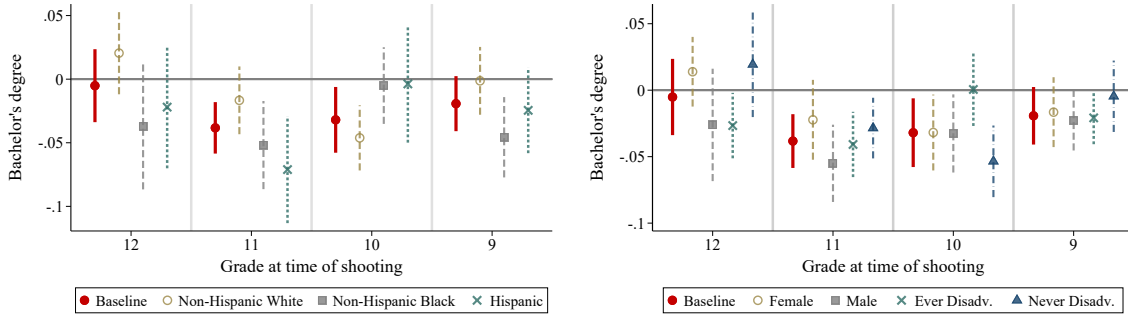 .05
0
-.05
-.1
Bachelor's degree
12 11 10 9
Grade at time of shooting
Baseline Non-Hispanic White Non-Hispanic Black Hispanic
.05
0
-.05
-.1
Bachelor's degree
12 11 10 9
Grade at time of shooting
Baseline Female Male Ever Disadv. Never Disadv.